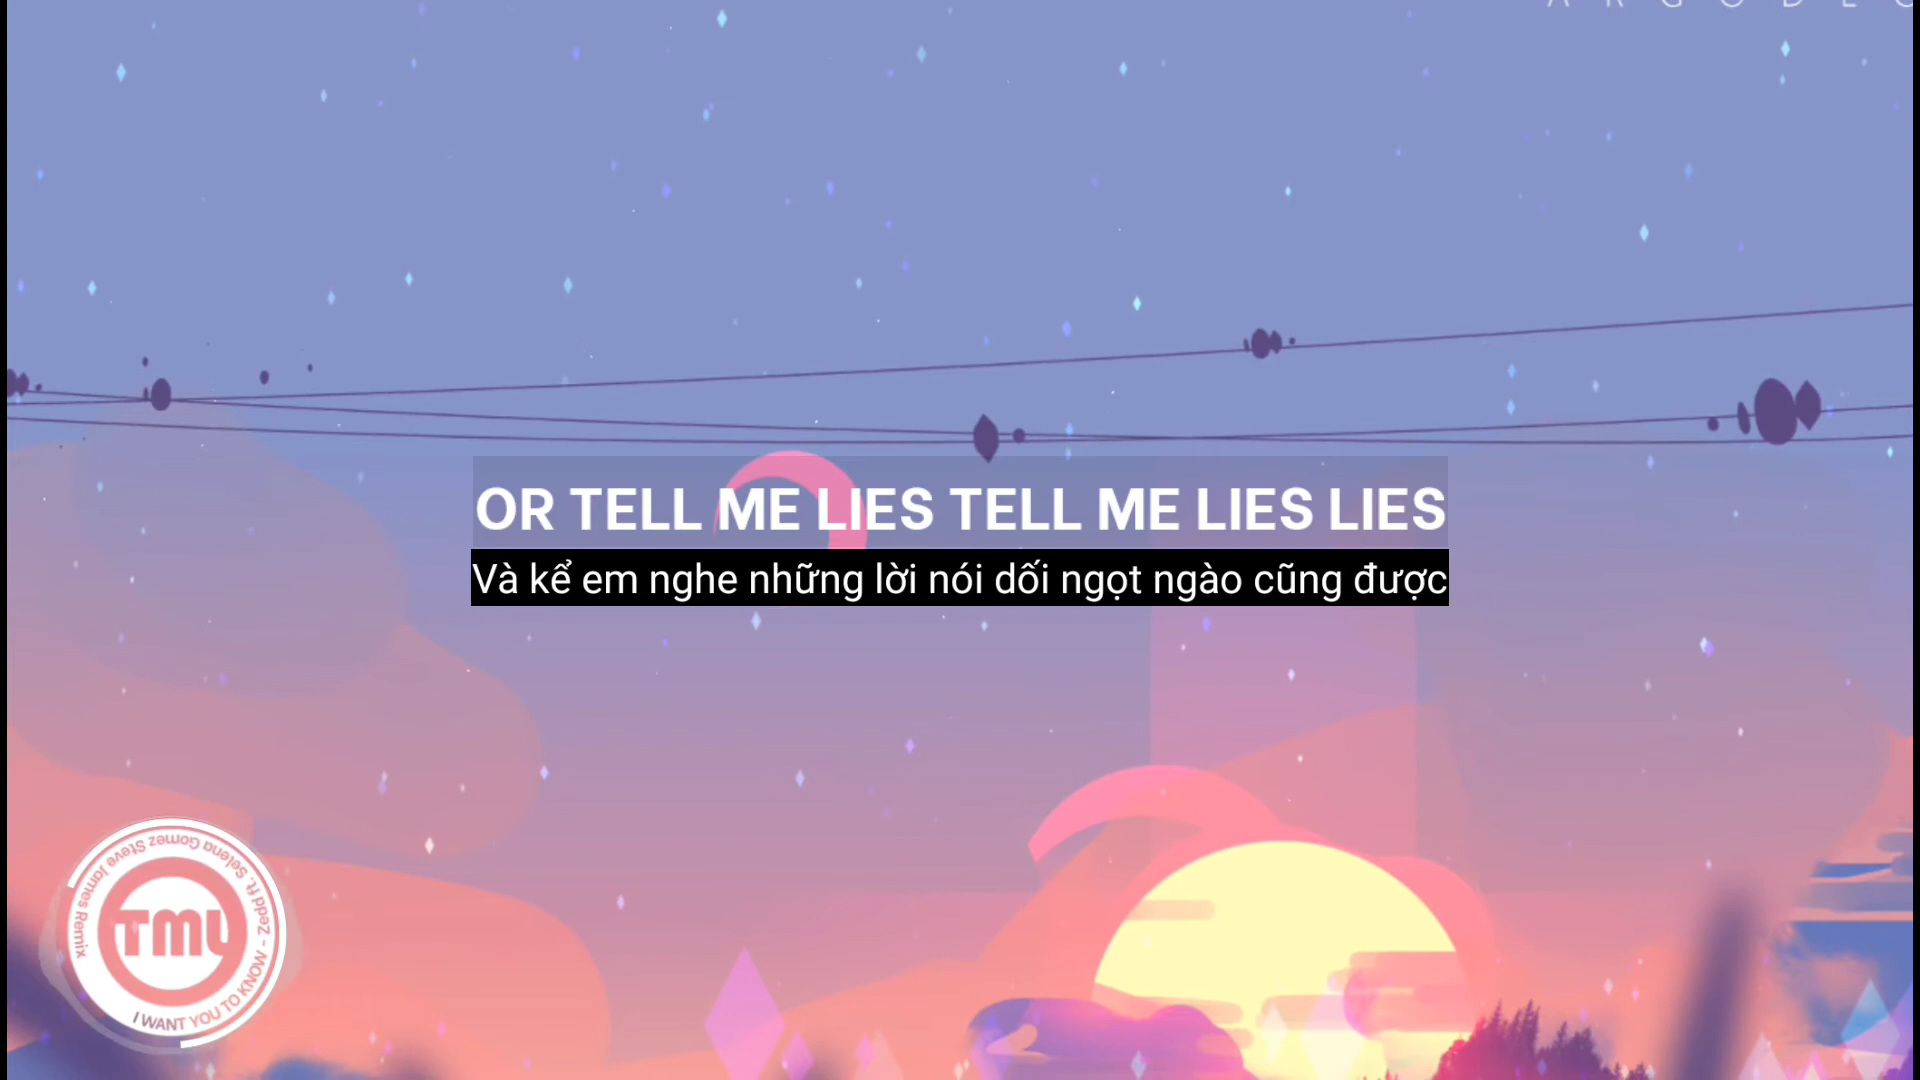 ARGODEC
OR TELL ME LIES TELL ME LIES LIES
Và kể em nghe những lời nói dối ngọt ngào cũng được
I WANT YOU TO KNOW - Zedd ft. Selena Gomez Steve James Remix
TML